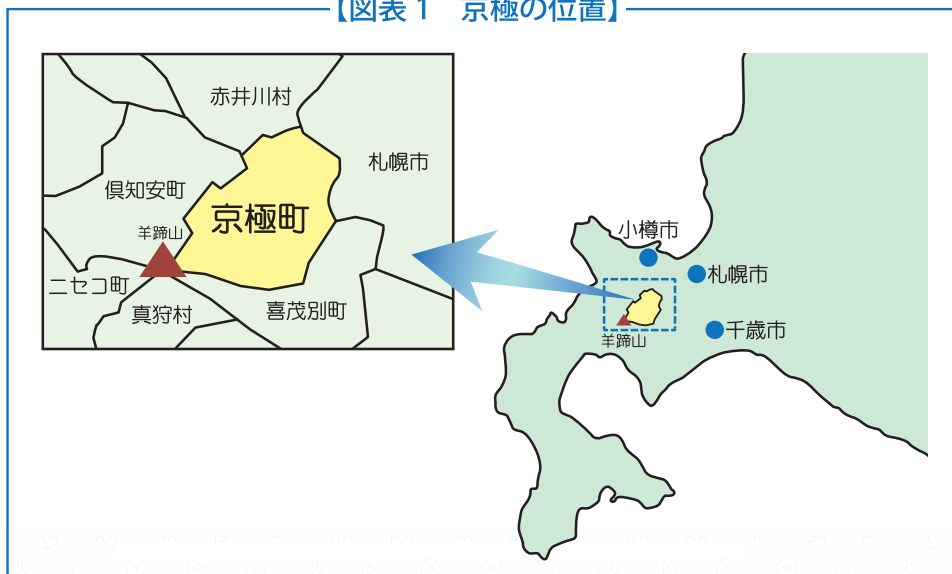 【図表１　京極の位置】
赤井川村
札幌市
倶知安町
京極町
羊蹄山
ニセコ町
真狩村
喜茂別町
小樽市
札幌市
千歳市
羊蹄山